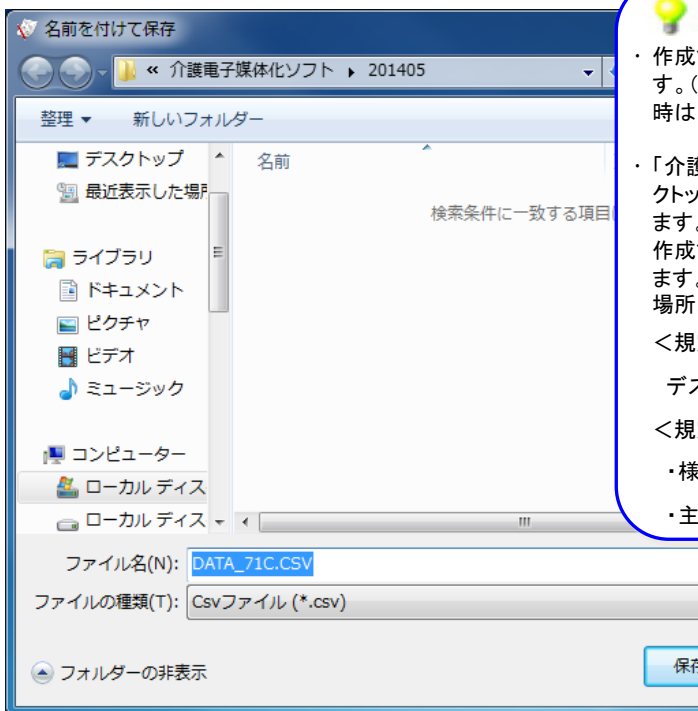 名前を付けて保存
« 介護電子媒体化ソフト ▸ 201405
整理 ▼ 新しいフォルダー
デスクトップ
最近表示した場所
ライブラリ
ドキュメント
ピクチャ
ビデオ
ミュージック
コンピューター
ローカル ディス
ローカル ディス
名前
検索条件に一致する項目
ファイル名(N): DATA_71C.CSV
ファイルの種類(T): Csvファイル (*.csv)
フォルダーの非表示
保存
・作成
す。(
時は
・「介護
クトッ
ます。
作成
ます。
場所
＜規
デス
＜規
・様
・主